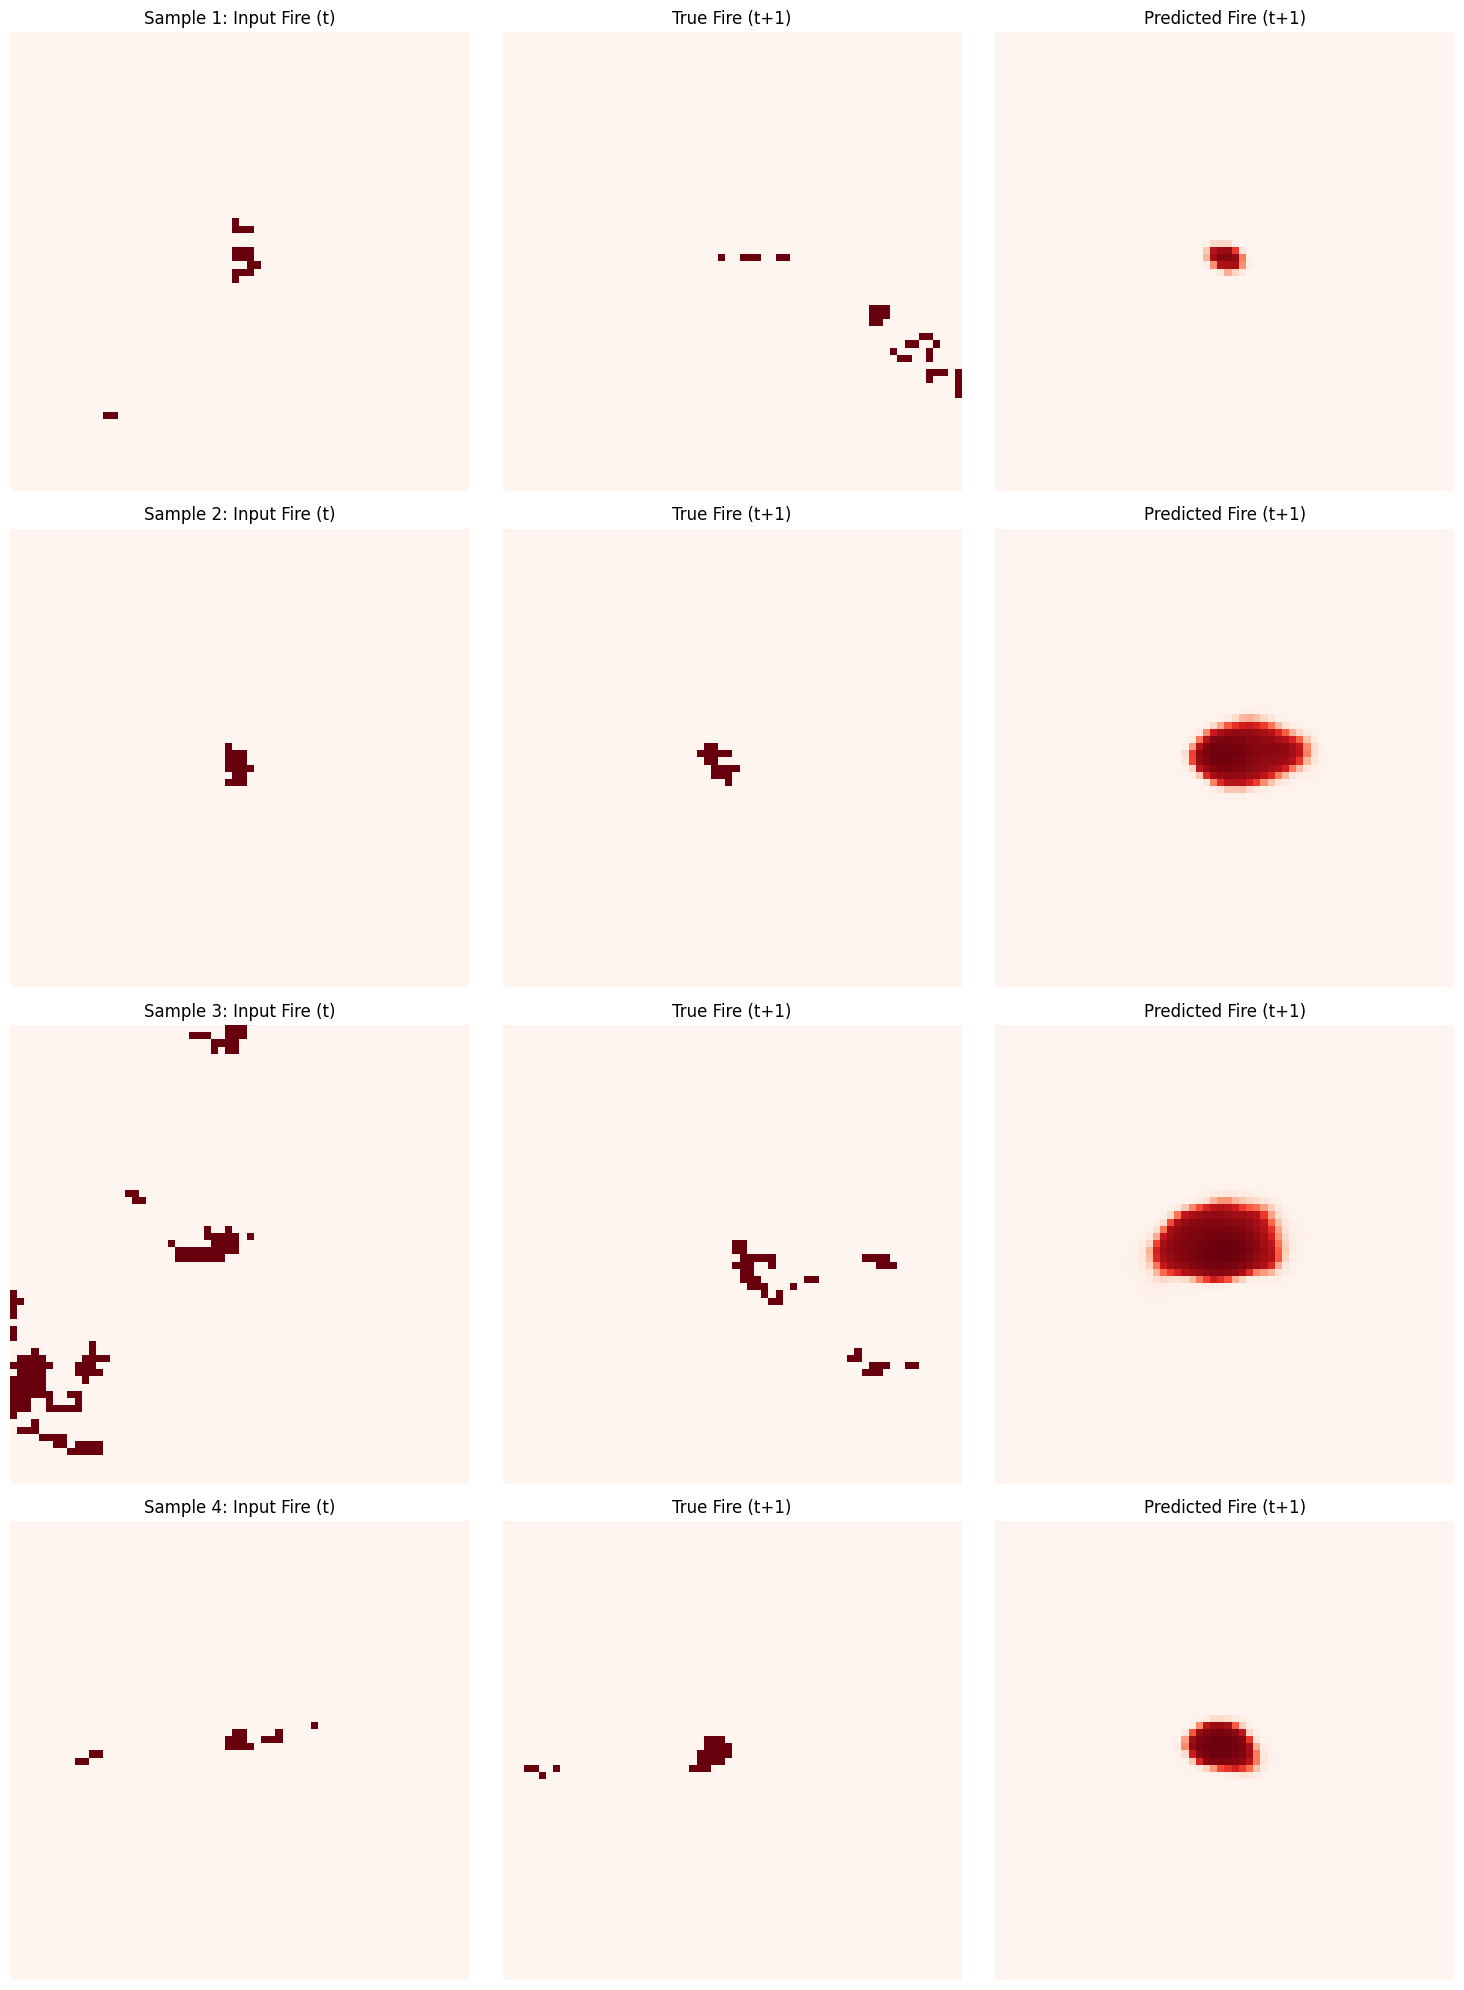 Sample 1: Input Fire (t)
True Fire (t+1)
Predicted Fire (t+1)
Sample 2: Input Fire (t)
True Fire (t+1)
Predicted Fire (t+1)
Sample 3: Input Fire (t)
True Fire (t+1)
Predicted Fire (t+1)
Sample 4: Input Fire (t)
True Fire (t+1)
Predicted Fire (t+1)